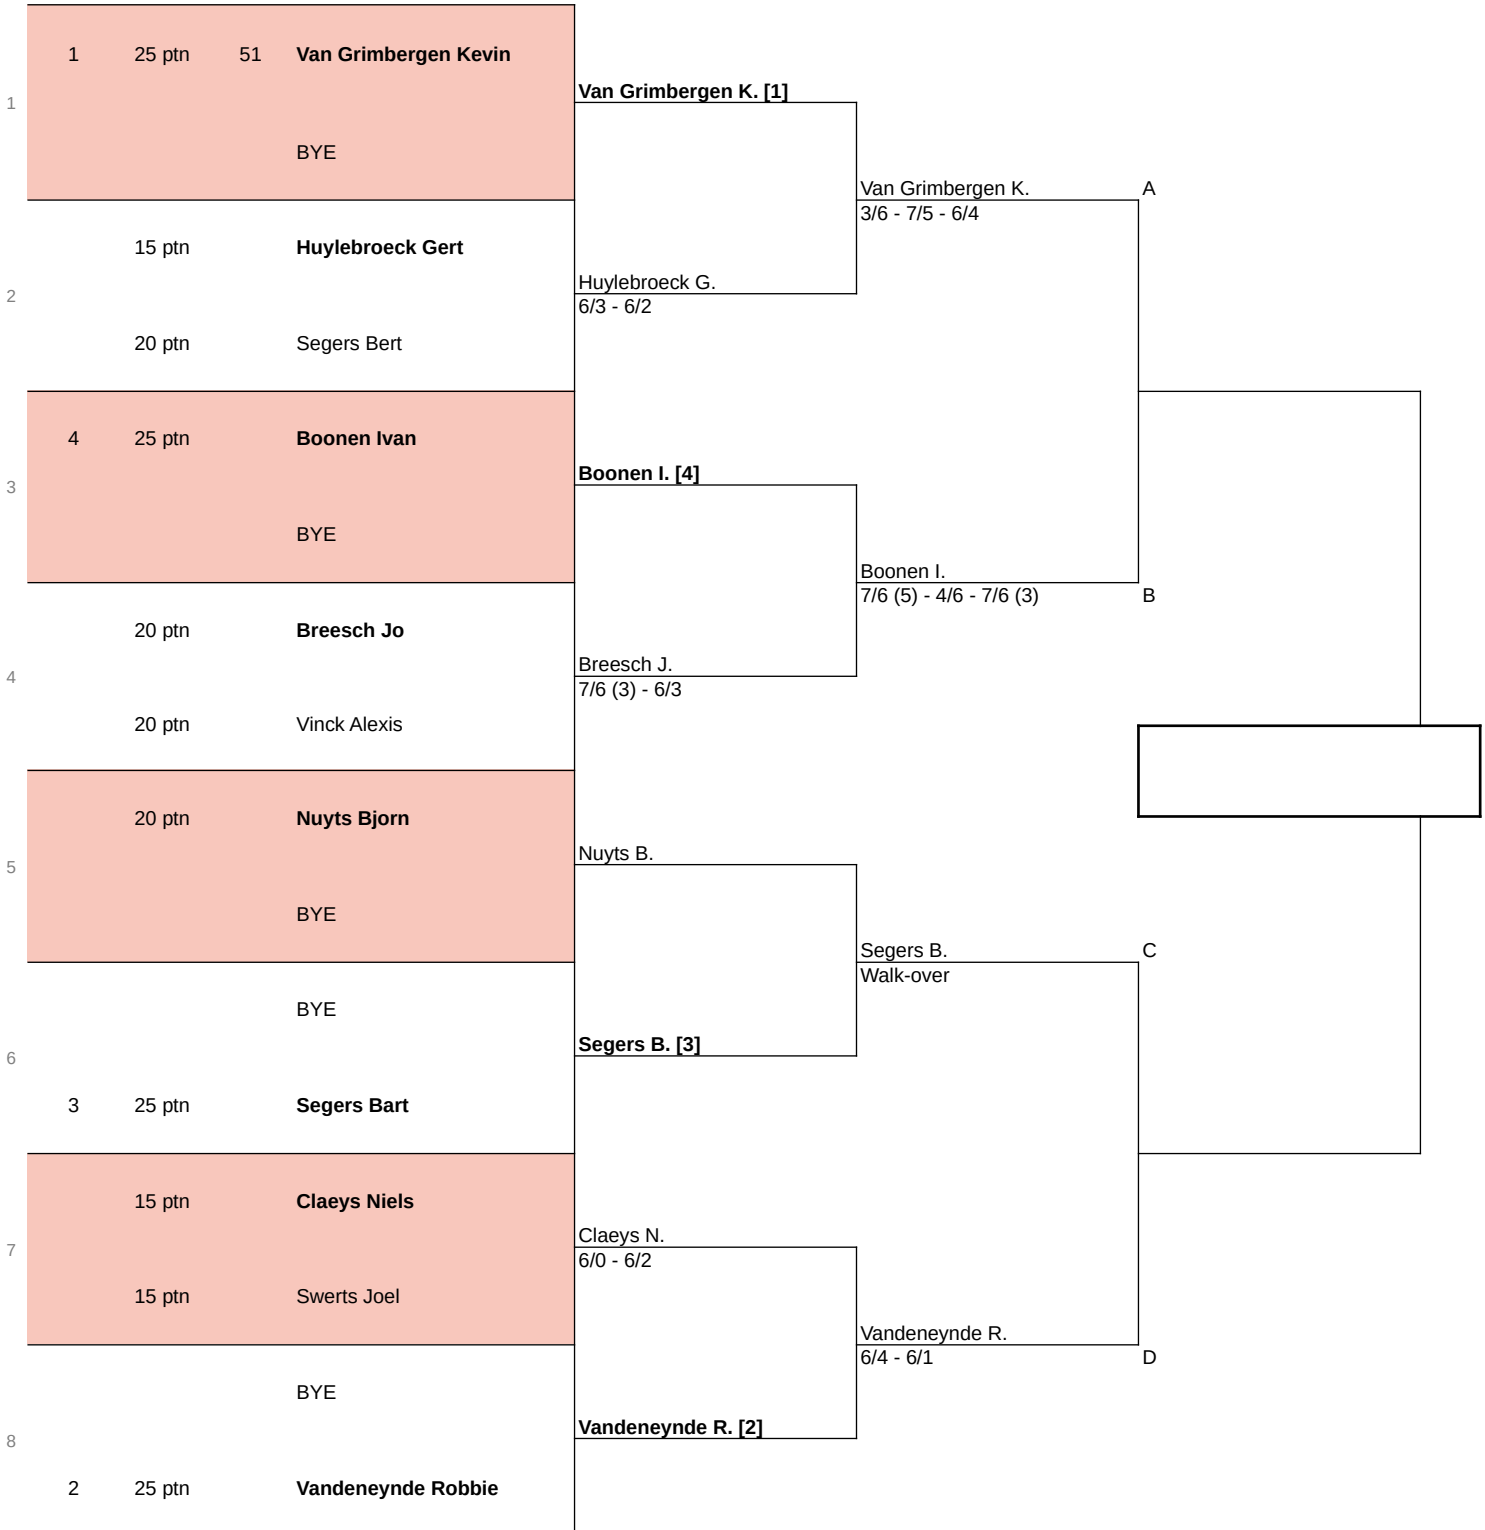 1 25 ptn 51 Van Grimbergen Kevin
Van Grimbergen K. [1]
1
BYE
Van Grimbergen K. A
3/6 - 7/5 - 6/4
15 ptn Huylebroeck Gert
Huylebroeck G.
2
6/3 - 6/2
20 ptn Segers Bert
4 25 ptn Boonen Ivan
Boonen I. [4]
3
BYE
Boonen I.
7/6 (5) - 4/6 - 7/6 (3) B
20 ptn Breesch Jo
Breesch J.
4
7/6 (3) - 6/3
20 ptn Vinck Alexis
20 ptn Nuyts Bjorn
Nuyts B.
5
BYE
Segers B. C
Walk-over
BYE
Segers B. [3]
6
3 25 ptn Segers Bart
15 ptn Claeys Niels
Claeys N.
7
6/0 - 6/2
15 ptn Swerts Joel
Vandeneynde R.
6/4 - 6/1 D
BYE
Vandeneynde R. [2]
8
2 25 ptn Vandeneynde Robbie